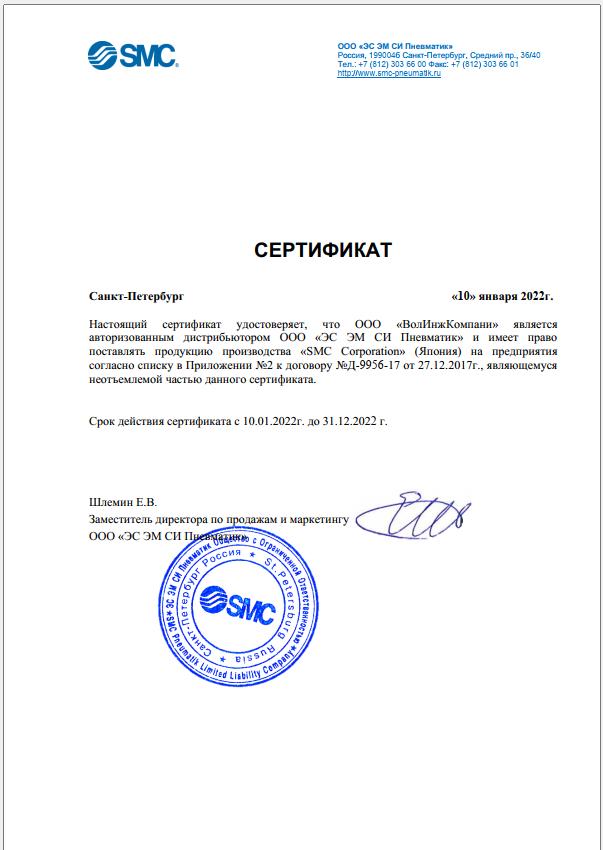 SMC®
ООО «ЭС ЭМ СИ Пневматик»
Россия, 1990046 Санкт-Петербург, Средний пр., 36/40
Тел.: +7 (812) 303 66 00 Факс: +7 (812) 303 66 01
http://www.smc-pneumatik.ru
СЕРТИФИКАТ
Санкт-Петербург «10» января 2022г.
Настоящий сертификат удостоверяет, что ООО «ВолИнжКомпани» является
авторизованным дистрибьютором ООО «ЭС ЭМ СИ Пневматик» и имеет право
поставлять продукцию производства «SMC Corporation» (Япония) на предприятия
согласно списку в Приложении №2 к договору №Д-9956-17 от 27.12.2017г., являющемуся
неотъемлемой частью данного сертификата.
Срок действия сертификата с 10.01.2022г. до 31.12.2022 г.
Шлемин Е.В.
Заместитель директора по продажам и маркетингу
ООО «ЭС ЭМ СИ Пневматик»
ЭС ЭМ СИ Пневматик Общество с Ограниченной Ответственностью
SMC Pneumatik Limited Liability Company
Санкт-Петербург Россия
St.Petersburg Russia
SMC